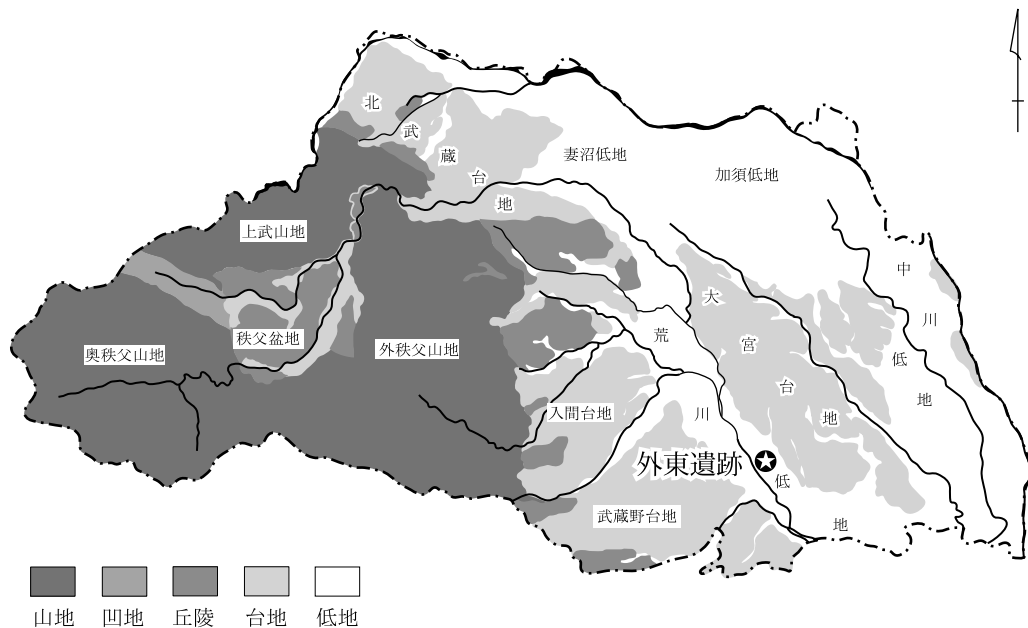 北武蔵台地
妻沼低地
加須低地
上武山地
中川低地
大宮台地
秩父盆地
奥秩父山地
外秩父山地
荒川低地
入間台地
外東遺跡
武蔵野台地
山地
凹地
丘陵
台地
低地